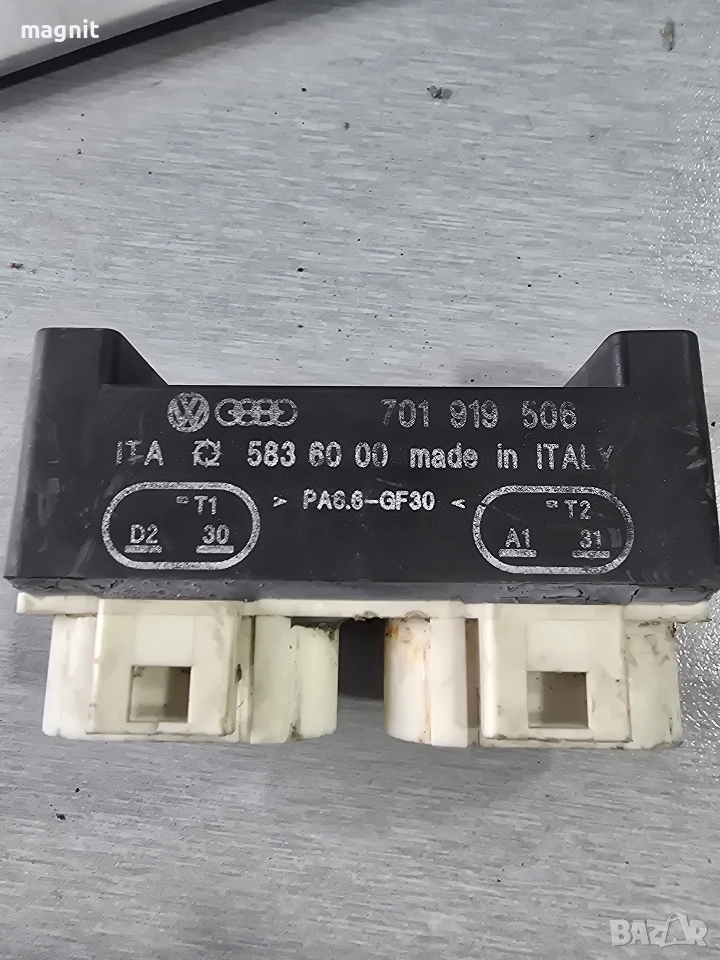 magnit
701 919 506
ITA 583 60 00 made in ITALY
T1 > PA6.6-GF30 < T2
D2 30 A1 31
BAZAR